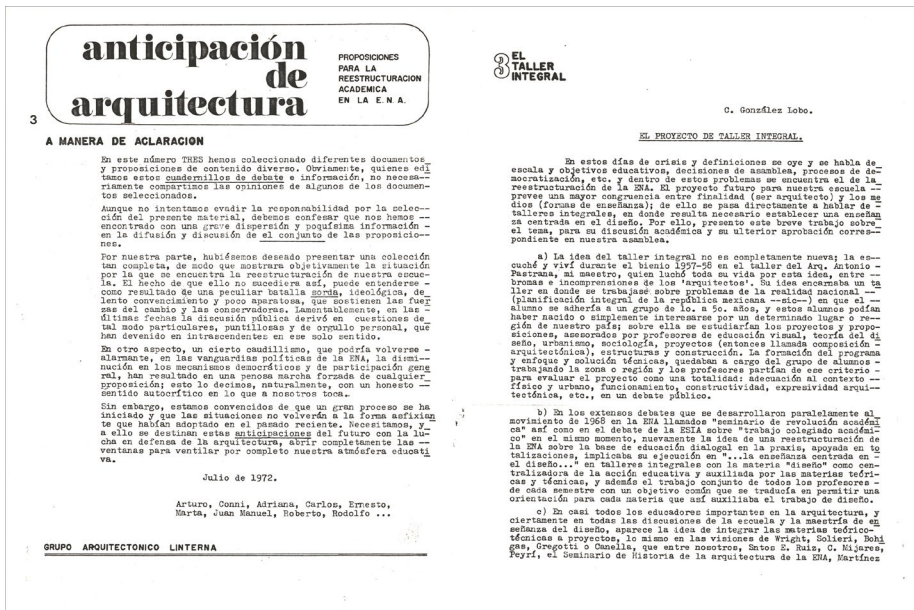 anticipación
de
arquitectura
PROPOSICIONES
PARA LA
REESTRUCTURACION
ACADEMICA
EN LA E.N.A.
3
A MANERA DE ACLARACION
En este número TRES hemos coleccionado diferentes documentos
y proposiciones de contenido diverso. Obviamente, quienes edi
tamos estos cuadernillos de debate e información, no necesa--
riamente compartimos las opiniones de algunos de los documen-
tos seleccionados.
Aunque no intentamos evadir la responsabilidad por la selec--
ción del presente material, debemos confesar que nos hemos --
encontrado con una grave dispersión y poquísima información -
en la difusión y discusión de el conjunto de las proposicio--
nes.
Por nuestra parte, hubiésemos deseado presentar una colección
tan completa, de modo que mostrara objetivamente la situación
por la que se encuentra la reestructuración de nuestra escue-
la. El hecho de que ello no sucediera así, puede entenderse -
como resultado de una peculiar batalla sorda, ideológica, de_
lento convencimiento y poco aparatosa, que sostienen las fuer
zas del cambio y las conservadoras. Lamentablemente, en las -
últimas fechas la discusión pública derivó en cuestiones de_
tal modo particulares, puntillosas y de orgullo personal, que
han devenido en intrascendentes en ese solo sentido.
En otro aspecto, un cierto caudillismo, que podría volverse -
alarmante, en las vanguardias políticas de la ENA, la dismi--
nución en los mecanismos democráticos y de participación gene
ral, han resultado en una penosa marcha forzada de cualquier_
proposición; esto lo decimos, naturalmente, con un honesto --
sentido autocrítico en lo que a nosotros toca..
Sin embargo, estamos convencidos de que un gran proceso se ha
iniciado y que las situaciones no volverán a la forma asfixian
te que habían adoptado en el pasado reciente. Necesitamos, y_
a ello se destinan estas anticipaciones del futuro con la lu-
cha en defensa de la arquitectura, abrir completamente las --
ventanas para ventilar por completo nuestra atmósfera educati
va.
Julio de 1972.
Arturo, Conni, Adriana, Carlos, Ernesto,
Marta, Juan Manuel, Roberto, Rodolfo ...
GRUPO ARQUITECTONICO LINTERNA
3 EL
TALLER
INTEGRAL
C. González Lobo.
EL PROYECTO DE TALLER INTEGRAL.
En estos días de crisis y definiciones se oye y se habla de_
escala y objetivos educativos, decisiones de asamblea, procesos de de-
mocratización, etc. y dentro de estos problemas se encuentra el de la_
reestructuración de la ENA. El proyecto futuro para nuestra escuela --
prevee una mayor congruencia entre finalidad (ser arquitecto) y los me
dios (formas de enseñanza); de ello se pasa directamente a hablar de -
talleres integrales, en donde resulta necesario establecer una enseñan
za centrada en el diseño. Por ello, presento este breve trabajo sobre_
el tema, para su discusión académica y su ulterior aprobación corres--
pondiente en nuestra asamblea.
a) La idea del taller integral no es completamente nueva; la es--
cuché y viví durante el bienio 1957-58 en el taller del Arq. Antonio -
Pastrana, mi maestro, quien luchó toda su vida por esta idea, entre --
bromas e incomprensiones de los 'arquitectos'. Su idea encarnaba un ta
ller en donde se trabajase sobre problemas de la realidad nacional --
(planificación integral de la república mexicana --sic--) en que el --
alumno se adhería a un grupo de 1o. a 5o. años, y estos alumnos podían
haber nacido o simplemente interesarse por un determinado lugar o re--
gión de nuestro país; sobre ella se estudiarían los proyectos y propo-
siciones, asesorados por profesores de educación visual, teoría del di
seño, urbanismo, sociología, proyectos (entonces llamada composición -
arquitectónica), estructuras y construcción. La formación del programa
y enfoque y solución técnicas, quedaban a cargo del grupo de alumnos -
trabajando la zona o región y los profesores partían de ese criterio -
para evaluar el proyecto como una totalidad: adecuación al contexto --
físico y urbano, funcionamiento, constructividad, expresividad arqui--
tectónica, etc., en un debate público.
b) En los extensos debates que se desarrollaron paralelamente al_
movimiento de 1968 en la ENA llamados "seminario de revolución académi
ca" así como en el debate de la ESIA sobre "trabajo colegiado académi-
co" en el mismo momento, nuevamente la idea de una reestructuración de
la ENA sobre la base de educación dialogal en la praxis, apoyada en to
talizaciones, implicaba su ejecución en "...la enseñanza centrada en -
el diseño..." en talleres integrales con la materia "diseño" como cen-
tralizadora de la acción educativa y auxiliada por las materias teóri-
cas y técnicas, y además el trabajo conjunto de todos los profesores -
de cada semestre con un objetivo común que se traducía en permitir una
orientación para cada materia que así auxiliaba el trabajo de diseño.
c) En casi todos los educadores importantes en la arquitectura, y
ciertamente en todas las discusiones de la escuela y la maestría de en
señanza del diseño, aparece la idea de integrar las materias teórico--
técnicas a proyectos, lo mismo en las visiones de Wright, Solieri, Bohi
gas, Gregotti o Canella, que entre nosotros, Sntos E. Ruiz, C. Mijares,
Peyrí, el Seminario de Historia de la arquitectura de la ENA, Martínez